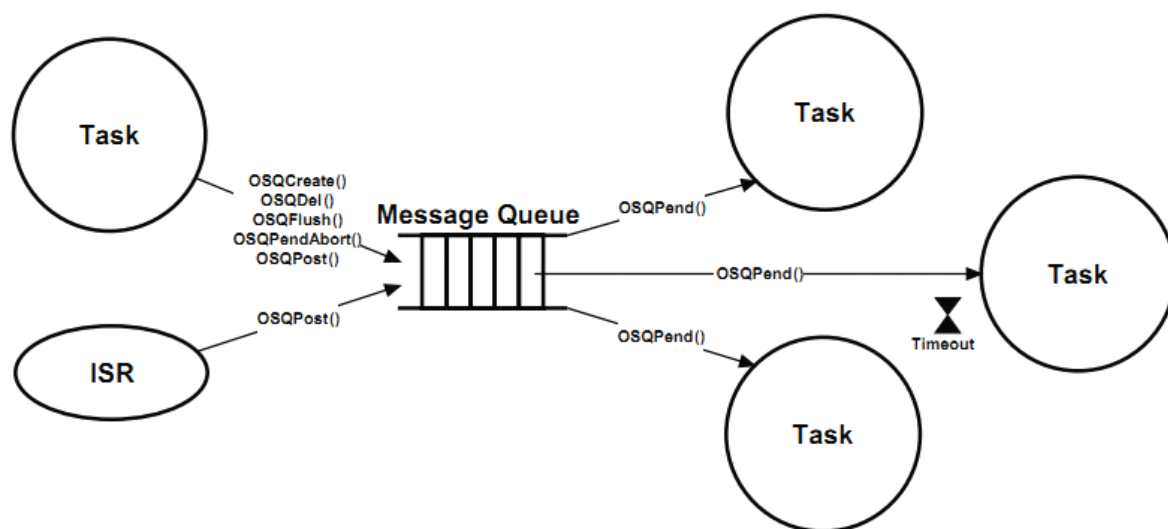 Task
OSQCreate()
OSQDel()
OSQFlush()
OSQPendAbort()
OSQPost()
OSQPost()
ISR
Message Queue
OSQPend()
Task
OSQPend()
Task
Timeout
OSQPend()
Task